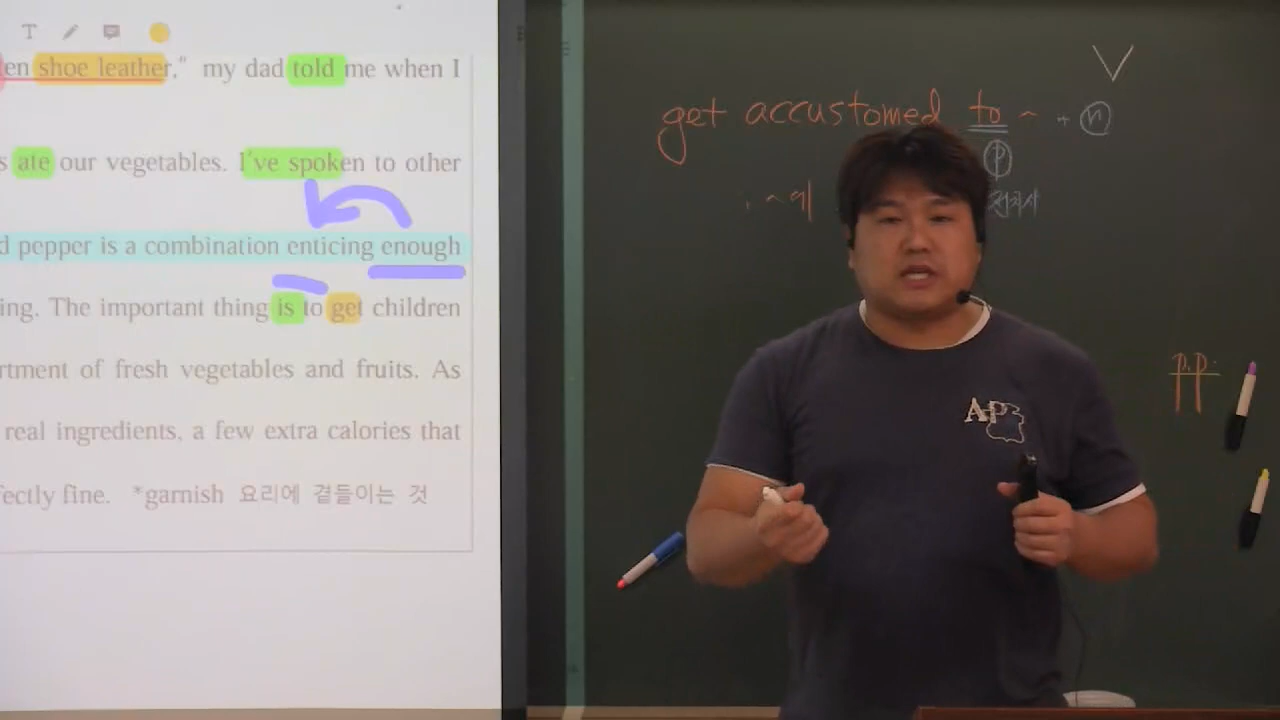 en shoe leather," my dad told me when I
s ate our vegetables. I've spoken to other
d pepper is a combination enticing enough
ing. The important thing is to get children
rtment of fresh vegetables and fruits. As
real ingredients, a few extra calories that
fectly fine. *garnish 요리에 곁들이는 것
V
get accustomed to ~ + n
p
~에
전치사
p.p.
AP